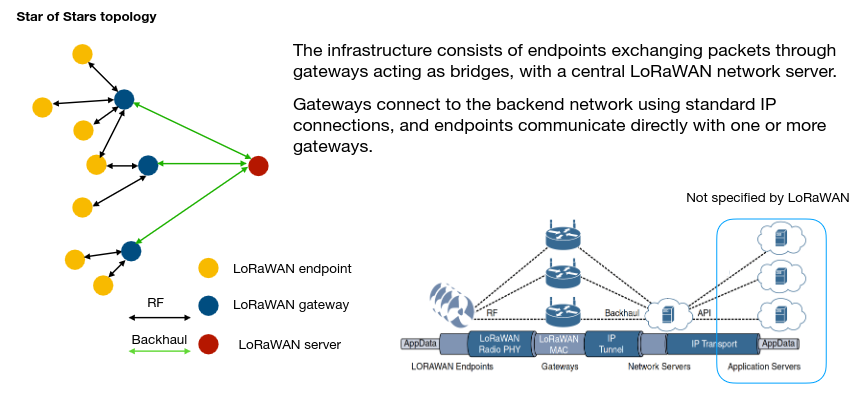 Star of Stars topology
The infrastructure consists of endpoints exchanging packets through
gateways acting as bridges, with a central LoRaWAN network server.
Gateways connect to the backend network using standard IP
connections, and endpoints communicate directly with one or more
gateways.
Not specified by LoRaWAN
LoRaWAN endpoint
RF
LoRaWAN gateway
Backhaul
LoRaWAN server
RF
Backhaul
API
AppData
LoRaWAN
Radio PHY
LoRaWAN
MAC
IP
Tunnel
IP Transport
AppData
LORAWAN Endpoints
Gateways
Network Servers
Application Servers